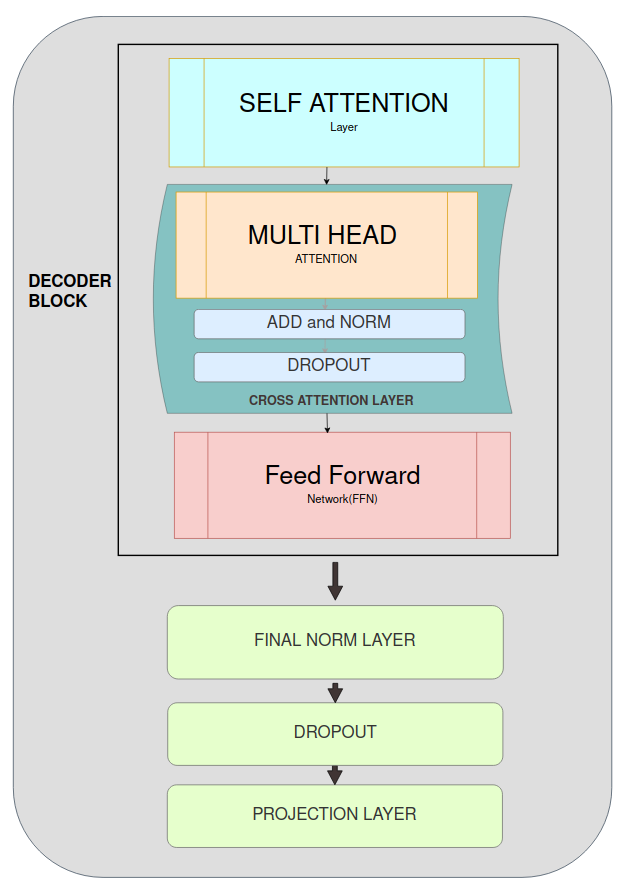 SELF ATTENTION
Layer
MULTI HEAD
ATTENTION
DECODER
BLOCK
ADD and NORM
DROPOUT
CROSS ATTENTION LAYER
Feed Forward
Network(FFN)
FINAL NORM LAYER
DROPOUT
PROJECTION LAYER